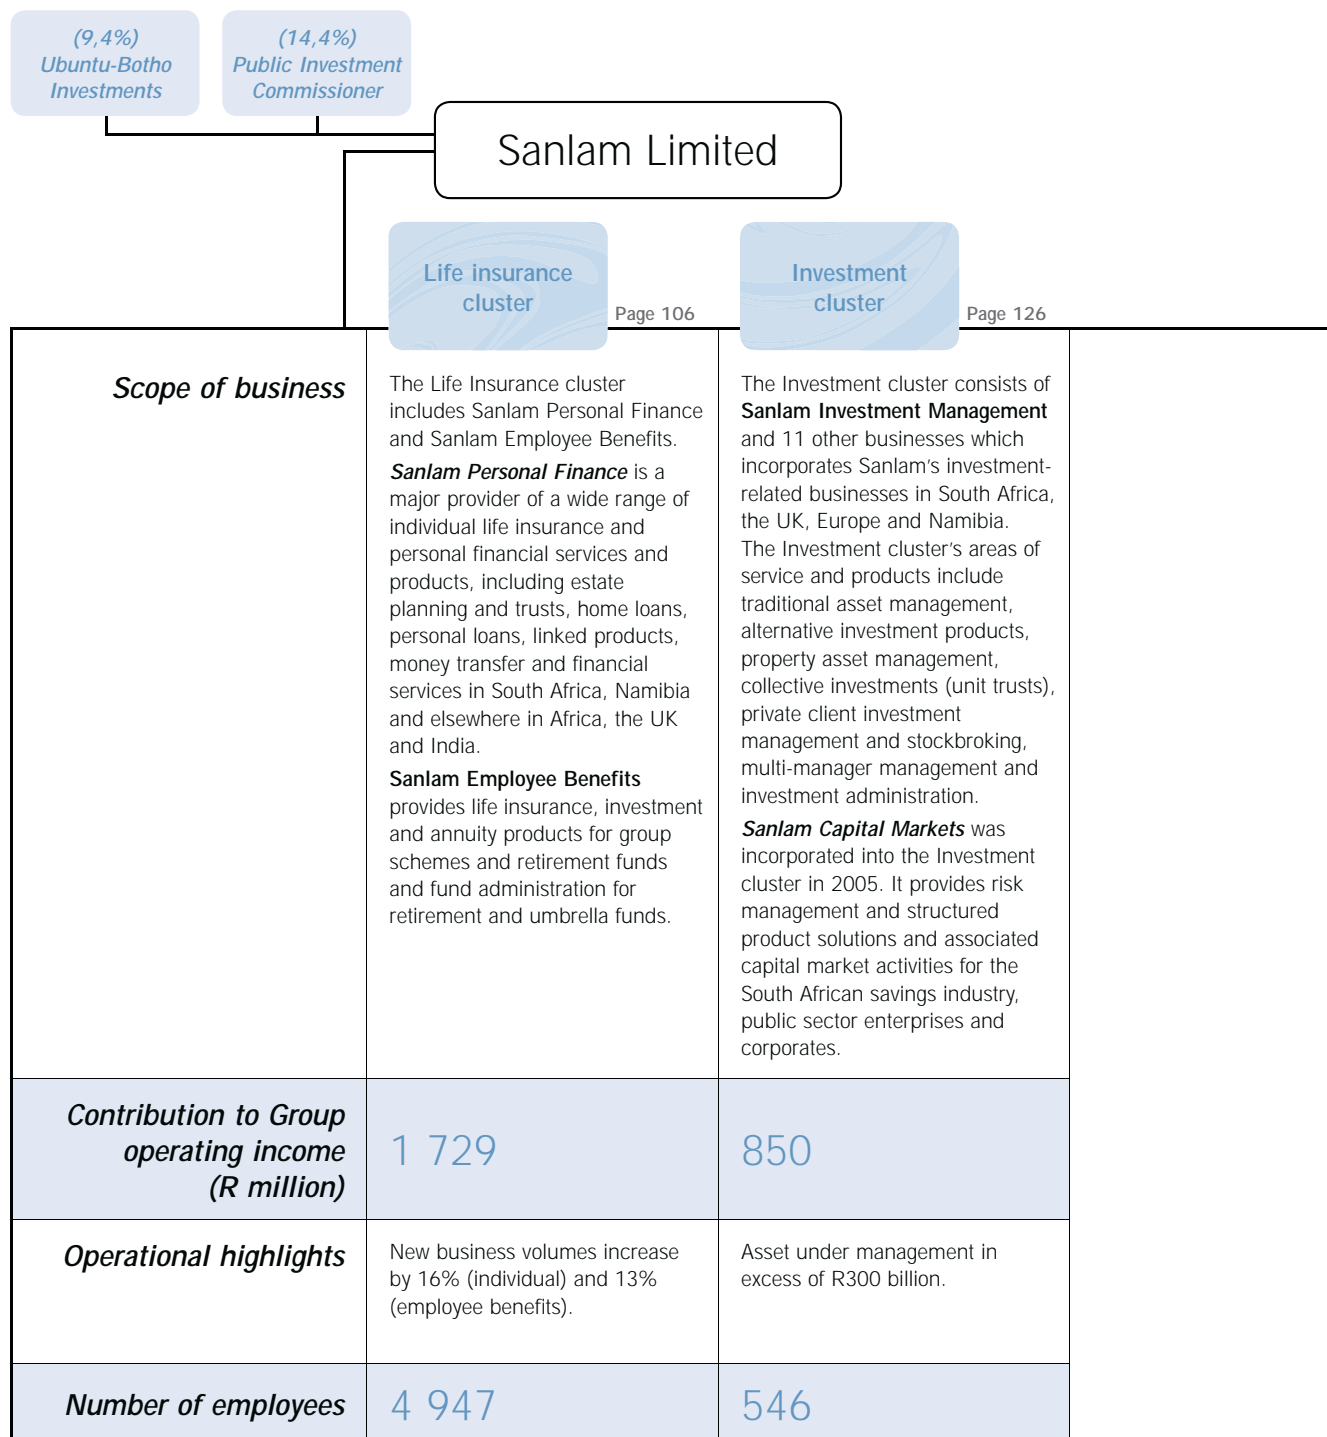 (9,4%)
Ubuntu-Botho
Investments
(14,4%)
Public Investment
Commissioner
Sanlam Limited
Life insurance
cluster
Page 106
Investment
cluster
Page 126
Scope of business
The Life Insurance cluster
includes Sanlam Personal Finance
and Sanlam Employee Benefits.
Sanlam Personal Finance is a
major provider of a wide range of
individual life insurance and
personal financial services and
products, including estate
planning and trusts, home loans,
personal loans, linked products,
money transfer and financial
services in South Africa, Namibia
and elsewhere in Africa, the UK
and India.
Sanlam Employee Benefits
provides life insurance, investment
and annuity products for group
schemes and retirement funds
and fund administration for
retirement and umbrella funds.
The Investment cluster consists of
Sanlam Investment Management
and 11 other businesses which
incorporates Sanlam's investment-
related businesses in South Africa,
the UK, Europe and Namibia.
The Investment cluster's areas of
service and products include
traditional asset management,
alternative investment products,
property asset management,
collective investments (unit trusts),
private client investment
management and stockbroking,
multi-manager management and
investment administration.
Sanlam Capital Markets was
incorporated into the Investment
cluster in 2005. It provides risk
management and structured
product solutions and associated
capital market activities for the
South African savings industry,
public sector enterprises and
corporates.
Contribution to Group
operating income
(R million)
1 729
850
Operational highlights
New business volumes increase
by 16% (individual) and 13%
(employee benefits).
Asset under management in
excess of R300 billion.
Number of employees
4 947
546